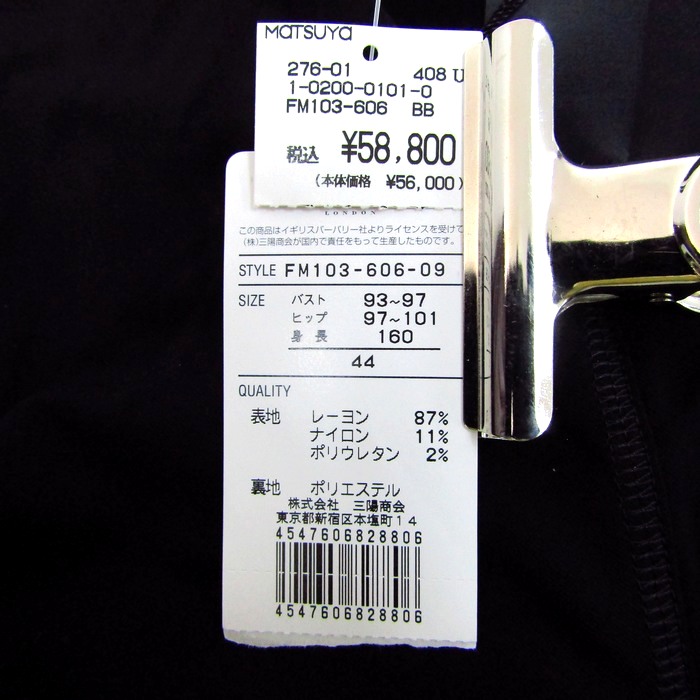 MATSUYA
276-01 408 U
1-0200-0101-0
FM103-606 BB
税込 ¥58,800
(本体価格 ¥56,000)
LONDON
この商品はイギリスバーバリー社よりライセンスを受けて
(株)三陽商会が国内で責任をもって生産したものです。
STYLE FM103-606-09
SIZE バスト 93~97
ヒップ 97~101
身長 160
44
QUALITY
表地 レーヨン 87%
ナイロン 11%
ポリウレタン 2%
裏地 ポリエステル
株式会社 三陽商会
東京都新宿区本塩町14
4547606828806
4547606828806